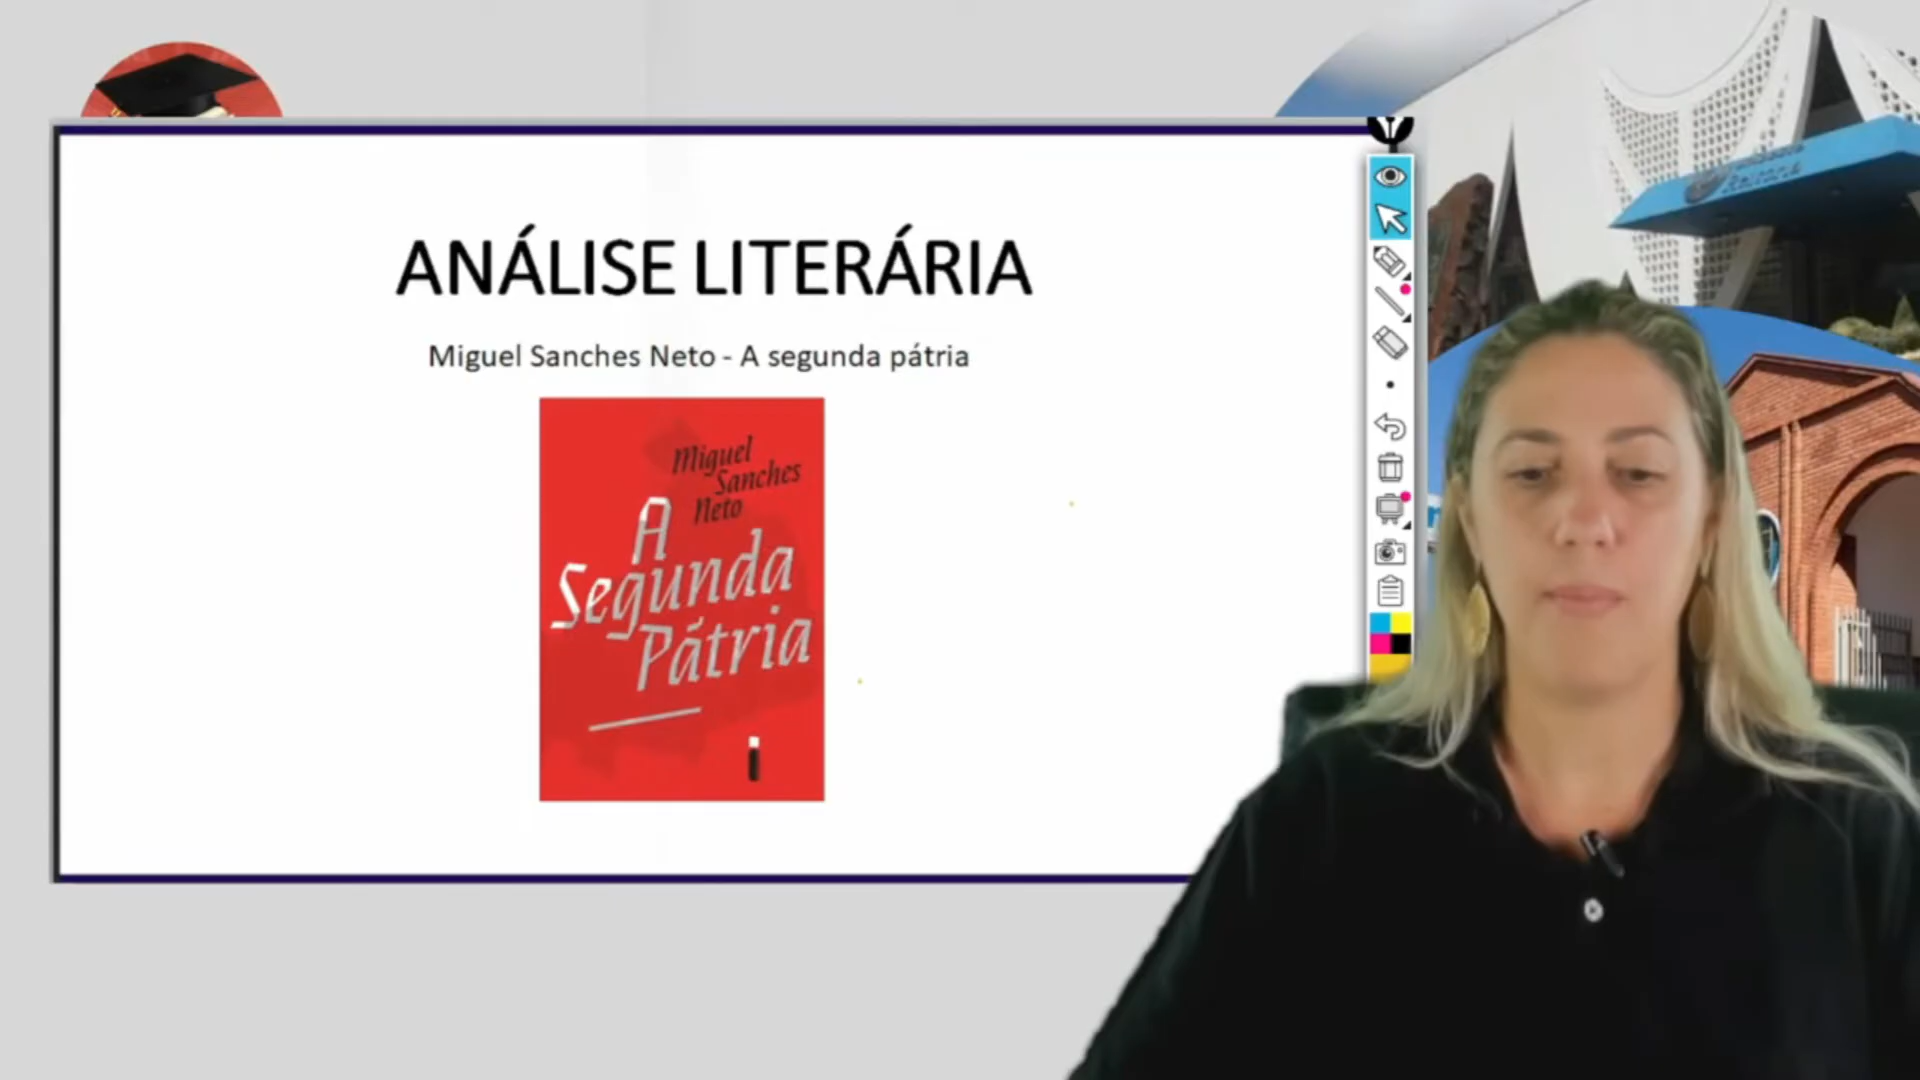 ANÁLISE LITERÁRIA
Miguel Sanches Neto - A segunda pátria
Miguel
Sanches
Neto
A
Segunda
Pátria